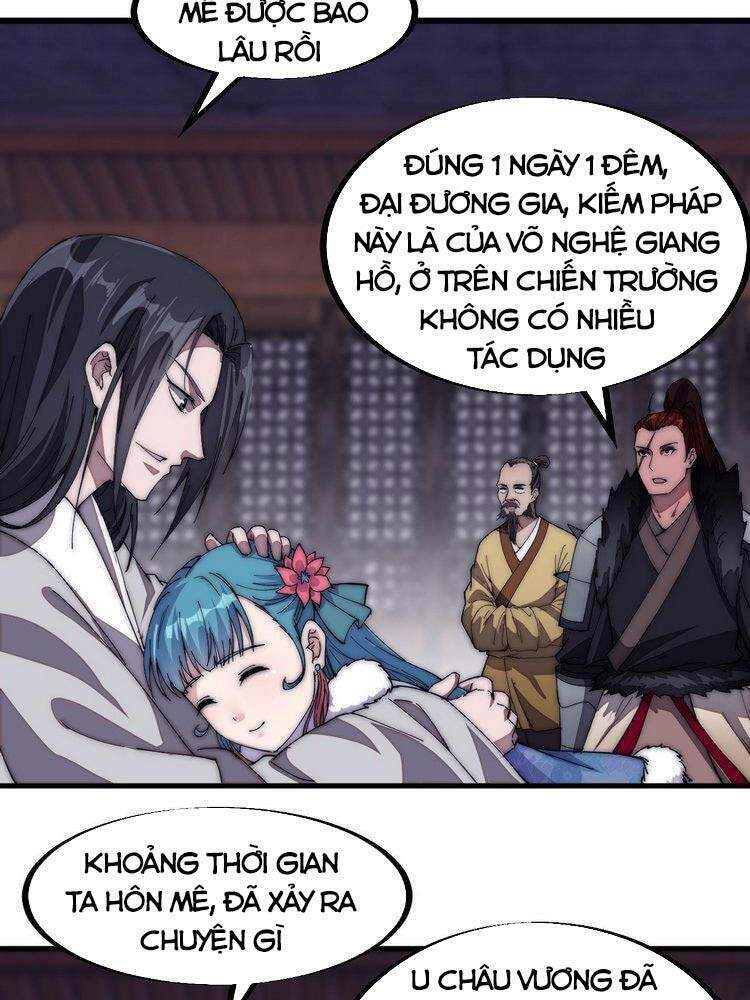 MÊ ĐƯỢC BAO
LÂU RỒI
ĐÚNG 1 NGÀY 1 ĐÊM,
ĐẠI ĐƯƠNG GIA, KIẾM PHÁP
NÀY LÀ CỦA VÕ NGHỆ GIANG
HỒ, Ở TRÊN CHIẾN TRƯỜNG
KHÔNG CÓ NHIỀU
TÁC DỤNG
KHOẢNG THỜI GIAN
TA HÔN MÊ, ĐÃ XẢY RA
CHUYỆN GÌ
U CHÂU VƯƠNG ĐÃ